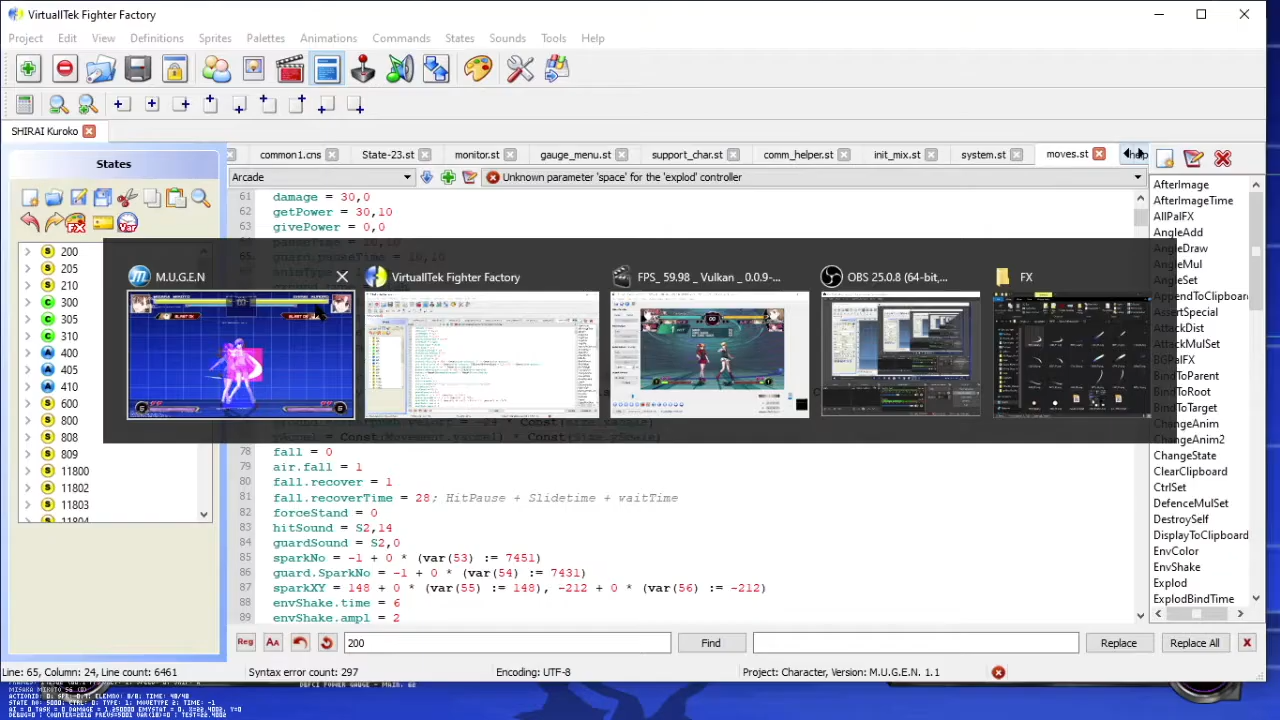 VirtualITek Fighter Factory
Project Edit View Definitions Sprites Palettes Animations Commands States Sounds Tools Help
SHIRAI Kuroko
States
common1.cns State-23.st monitor.st gauge_menu.st support_char.st comm_helper.st init_mix.st system.st moves.st help
Arcade
Unknown parameter 'space' for the 'explod' controller
61 damage = 30,0
62 getPower = 30,10
63 givePower = 0,0
200
205
210
300
305
310
400
405
410
600
800
808
809
11800
11802
11803
11804
M.U.G.E.N
VirtualITek Fighter Factory
FPS_59.98 _ Vulkan _ 0.0.9-...
OBS 25.0.8 (64-bit,...
FX
78 fall = 0
79 air.fall = 1
80 fall.recover = 1
81 fall.recoverTime = 28; HitPause + Slidetime + waitTime
82 forceStand = 0
83 hitSound = S2,14
84 guardSound = S2,0
85 sparkNo = -1 + 0 * (var(53) := 7451)
86 guard.SparkNo = -1 + 0 * (var(54) := 7431)
87 sparkXY = 148 + 0 * (var(55) := 148), -212 + 0 * (var(56) := -212)
88 envShake.time = 6
89 envShake.ampl = 2
AfterImage
AfterImageTime
AllPalFX
AngleAdd
AngleDraw
AngleMul
AngleSet
AppendToClipboar
AssertSpecial
AttackDist
AttackMulSet
BindToParent
BindToRoot
BindToTarget
ChangeAnim
ChangeAnim2
ChangeState
ClearClipboard
CtrlSet
DefenceMulSet
DestroySelf
DisplayToClipboard
EnvColor
EnvShake
Explod
ExplodBindTime
Reg AA 200 Find Replace Replace All
Line: 65, Column: 24, Line count: 6461 Syntax error count: 297 Encoding: UTF-8 Project: Character, Version: M.U.G.E.N. 1.1